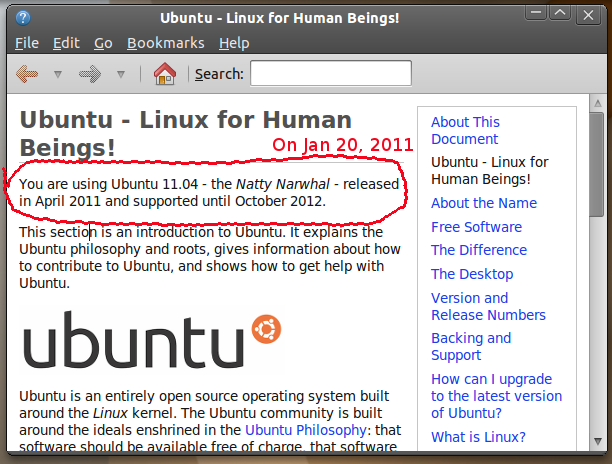 Ubuntu - Linux for Human Beings!
File Edit Go Bookmarks Help
Search:
Ubuntu - Linux for Human
Beings!
On Jan 20, 2011
You are using Ubuntu 11.04 - the Natty Narwhal - released
in April 2011 and supported until October 2012.
This section is an introduction to Ubuntu. It explains the
Ubuntu philosophy and roots, gives information about how
to contribute to Ubuntu, and shows how to get help with
Ubuntu.
ubuntu
Ubuntu is an entirely open source operating system built
around the Linux kernel. The Ubuntu community is built
around the ideals enshrined in the Ubuntu Philosophy: that
software should be available free of charge, that software
About This
Document
Ubuntu - Linux for
Human Beings!
About the Name
Free Software
The Difference
The Desktop
Version and
Release Numbers
Backing and
Support
How can I upgrade
to the latest version
of Ubuntu?
What is Linux?